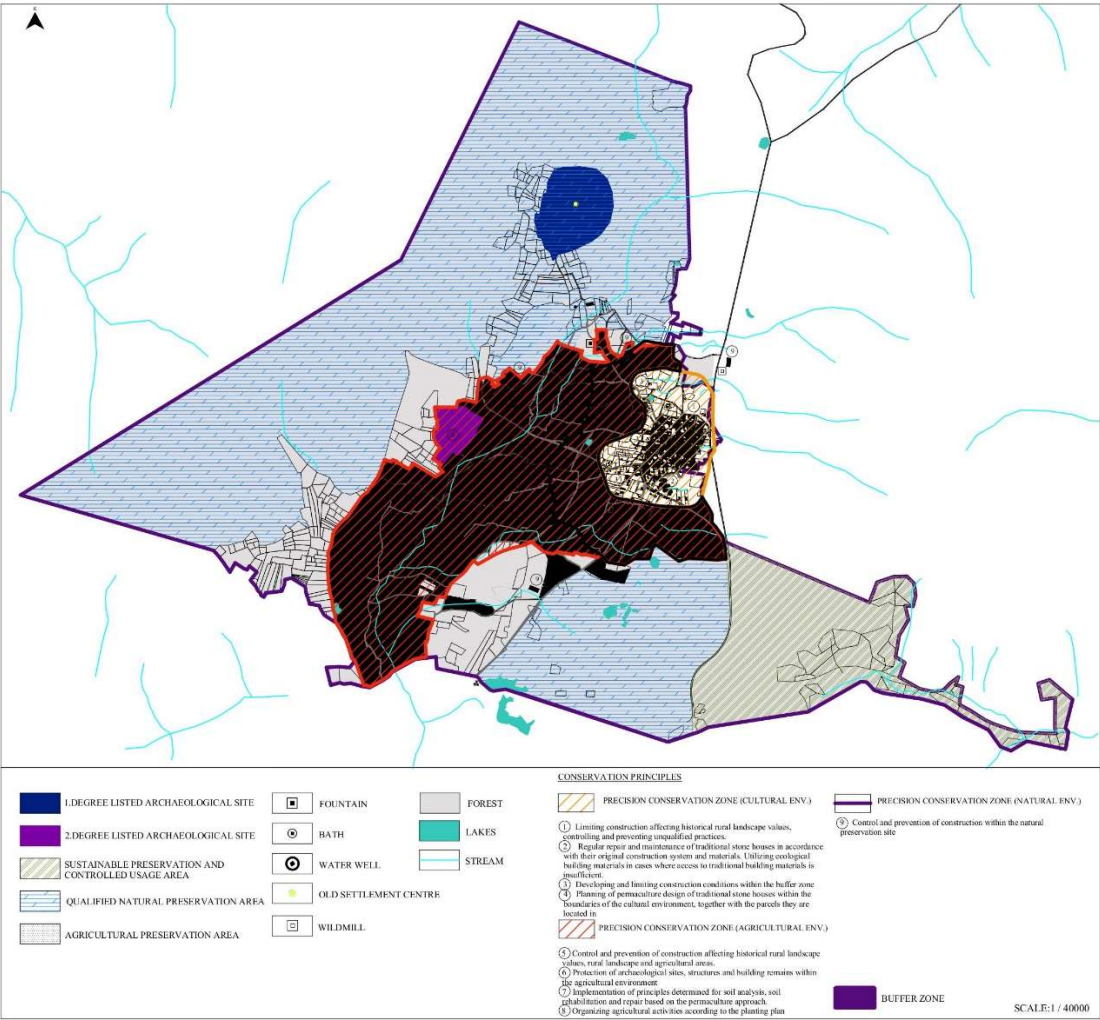 1.DEGREE LISTED ARCHAEOLOGICAL SITE
2.DEGREE LISTED ARCHAEOLOGICAL SITE
SUSTAINABLE PRESERVATION AND
CONTROLLED USAGE AREA
QUALIFIED NATURAL PRESERVATION AREA
AGRICULTURAL PRESERVATION AREA
FOUNTAIN
BATH
WATER WELL
OLD SETTLEMENT CENTRE
WILDMILL
FOREST
LAKES
STREAM
CONSERVATION PRINCIPLES
PRECISION CONSERVATION ZONE (CULTURAL ENV.)
1 Limiting construction affecting historical rural landscape values,
controlling and preventing unqualified practices.
2 Regular repair and maintenance of traditional stone houses in accordance
with their original construction system and materials. Utilizing ecological
building materials in cases where access to traditional building materials is
insufficient.
3 Developing and limiting construction conditions within the buffer zone
4 Planning of permaculture design of traditional stone houses within the
boundaries of the cultural environment, together with the parcels they are
located in
PRECISION CONSERVATION ZONE (AGRICULTURAL ENV.)
5 Control and prevention of construction affecting historical rural landscape
values, rural landscape and agricultural areas.
6 Protection of archaeological sites, structures and building remains within
the agricultural environment
7 Implementation of principles determined for soil analysis, soil
rehabilitation and repair based on the permaculture approach.
8 Organizing agricultural activities according to the planting plan
PRECISION CONSERVATION ZONE (NATURAL ENV.)
9 Control and prevention of construction within the natural
preservation site
BUFFER ZONE
SCALE:1 / 40000
9
9
9
9